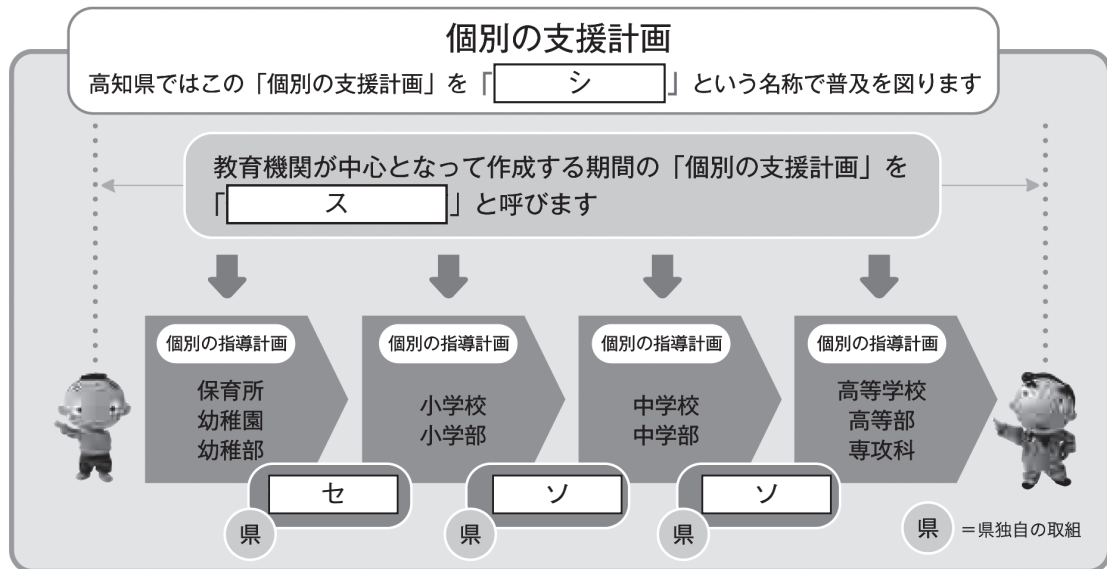 個別の支援計画
高知県ではこの「個別の支援計画」を「シ」という名称で普及を図ります
教育機関が中心となって作成する期間の「個別の支援計画」を
「ス」と呼びます
個別の指導計画
保育所
幼稚園
幼稚部
個別の指導計画
小学校
小学部
個別の指導計画
中学校
中学部
個別の指導計画
高等学校
高等部
専攻科
セ
県
ソ
県
ソ
県
県 =県独自の取組